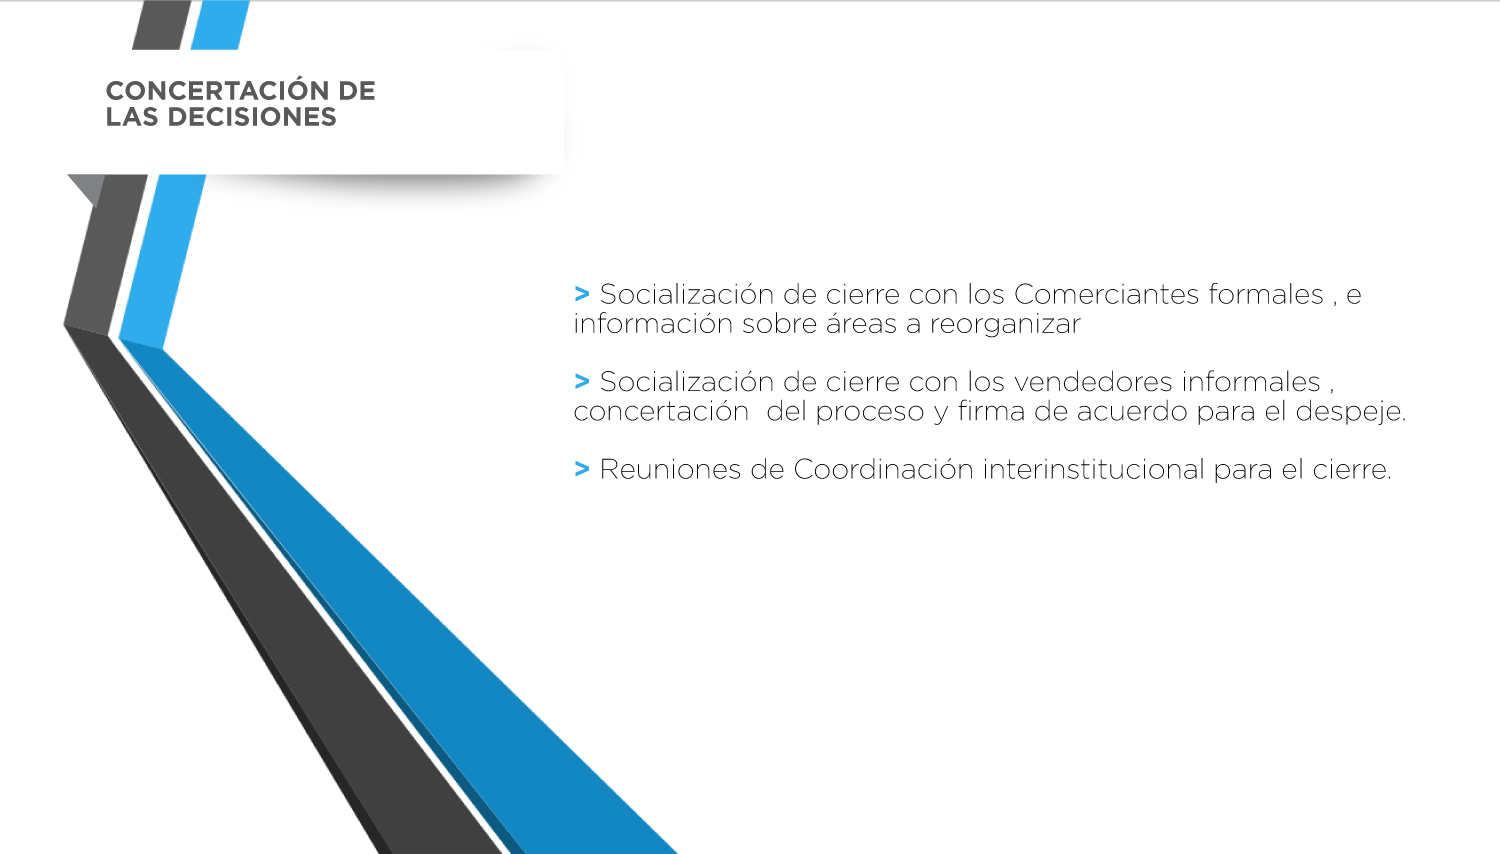 CONCERTACIÓN DE
LAS DECISIONES
> Socialización de cierre con los Comerciantes formales , e
información sobre áreas a reorganizar
> Socialización de cierre con los vendedores informales ,
concertación  del proceso y firma de acuerdo para el despeje.
> Reuniones de Coordinación interinstitucional para el cierre.